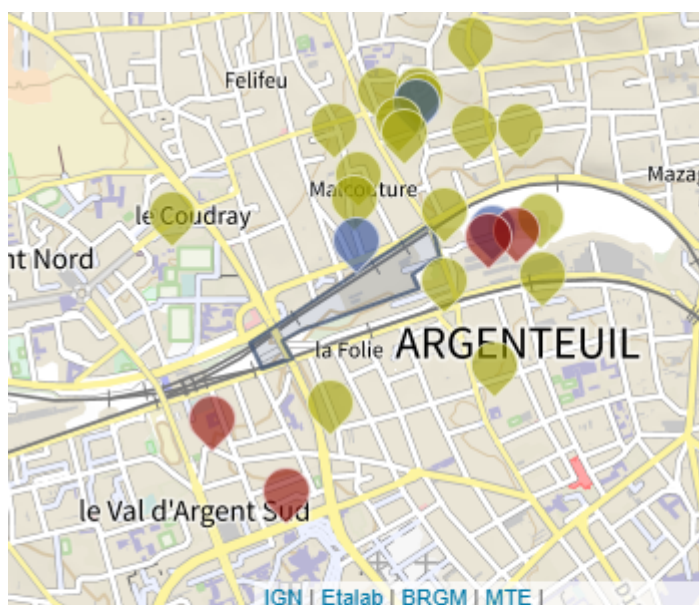 Felifeu
Malcouture
Mazag
le Coudray
nt Nord
la Folie
ARGENTEUIL
le Val d'Argent Sud
IGN | Etalab | BRGM | MTE |